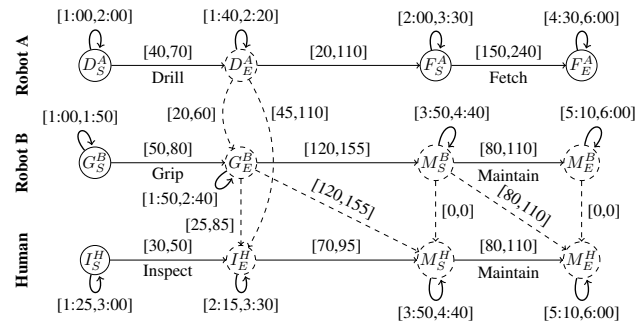 [1:00,2:00] [1:40,2:20] [2:00,3:30] [4:30,6:00]
Robot A
D_S^A [40,70] D_E^A [20,110] F_S^A [150,240] F_E^A
Drill Fetch
[20,60] [45,110]
[1:00,1:50] [3:50,4:40] [5:10,6:00]
Robot B
G_S^B [50,80] G_E^B [120,155] M_S^B [80,110] M_E^B
Grip Maintain
[1:50,2:40] [120,155] [80,110]
[25,85] [0,0] [0,0]
Human
I_S^H [30,50] I_E^H [70,95] M_S^H [80,110] M_E^H
Inspect Maintain
[1:25,3:00] [2:15,3:30] [3:50,4:40] [5:10,6:00]